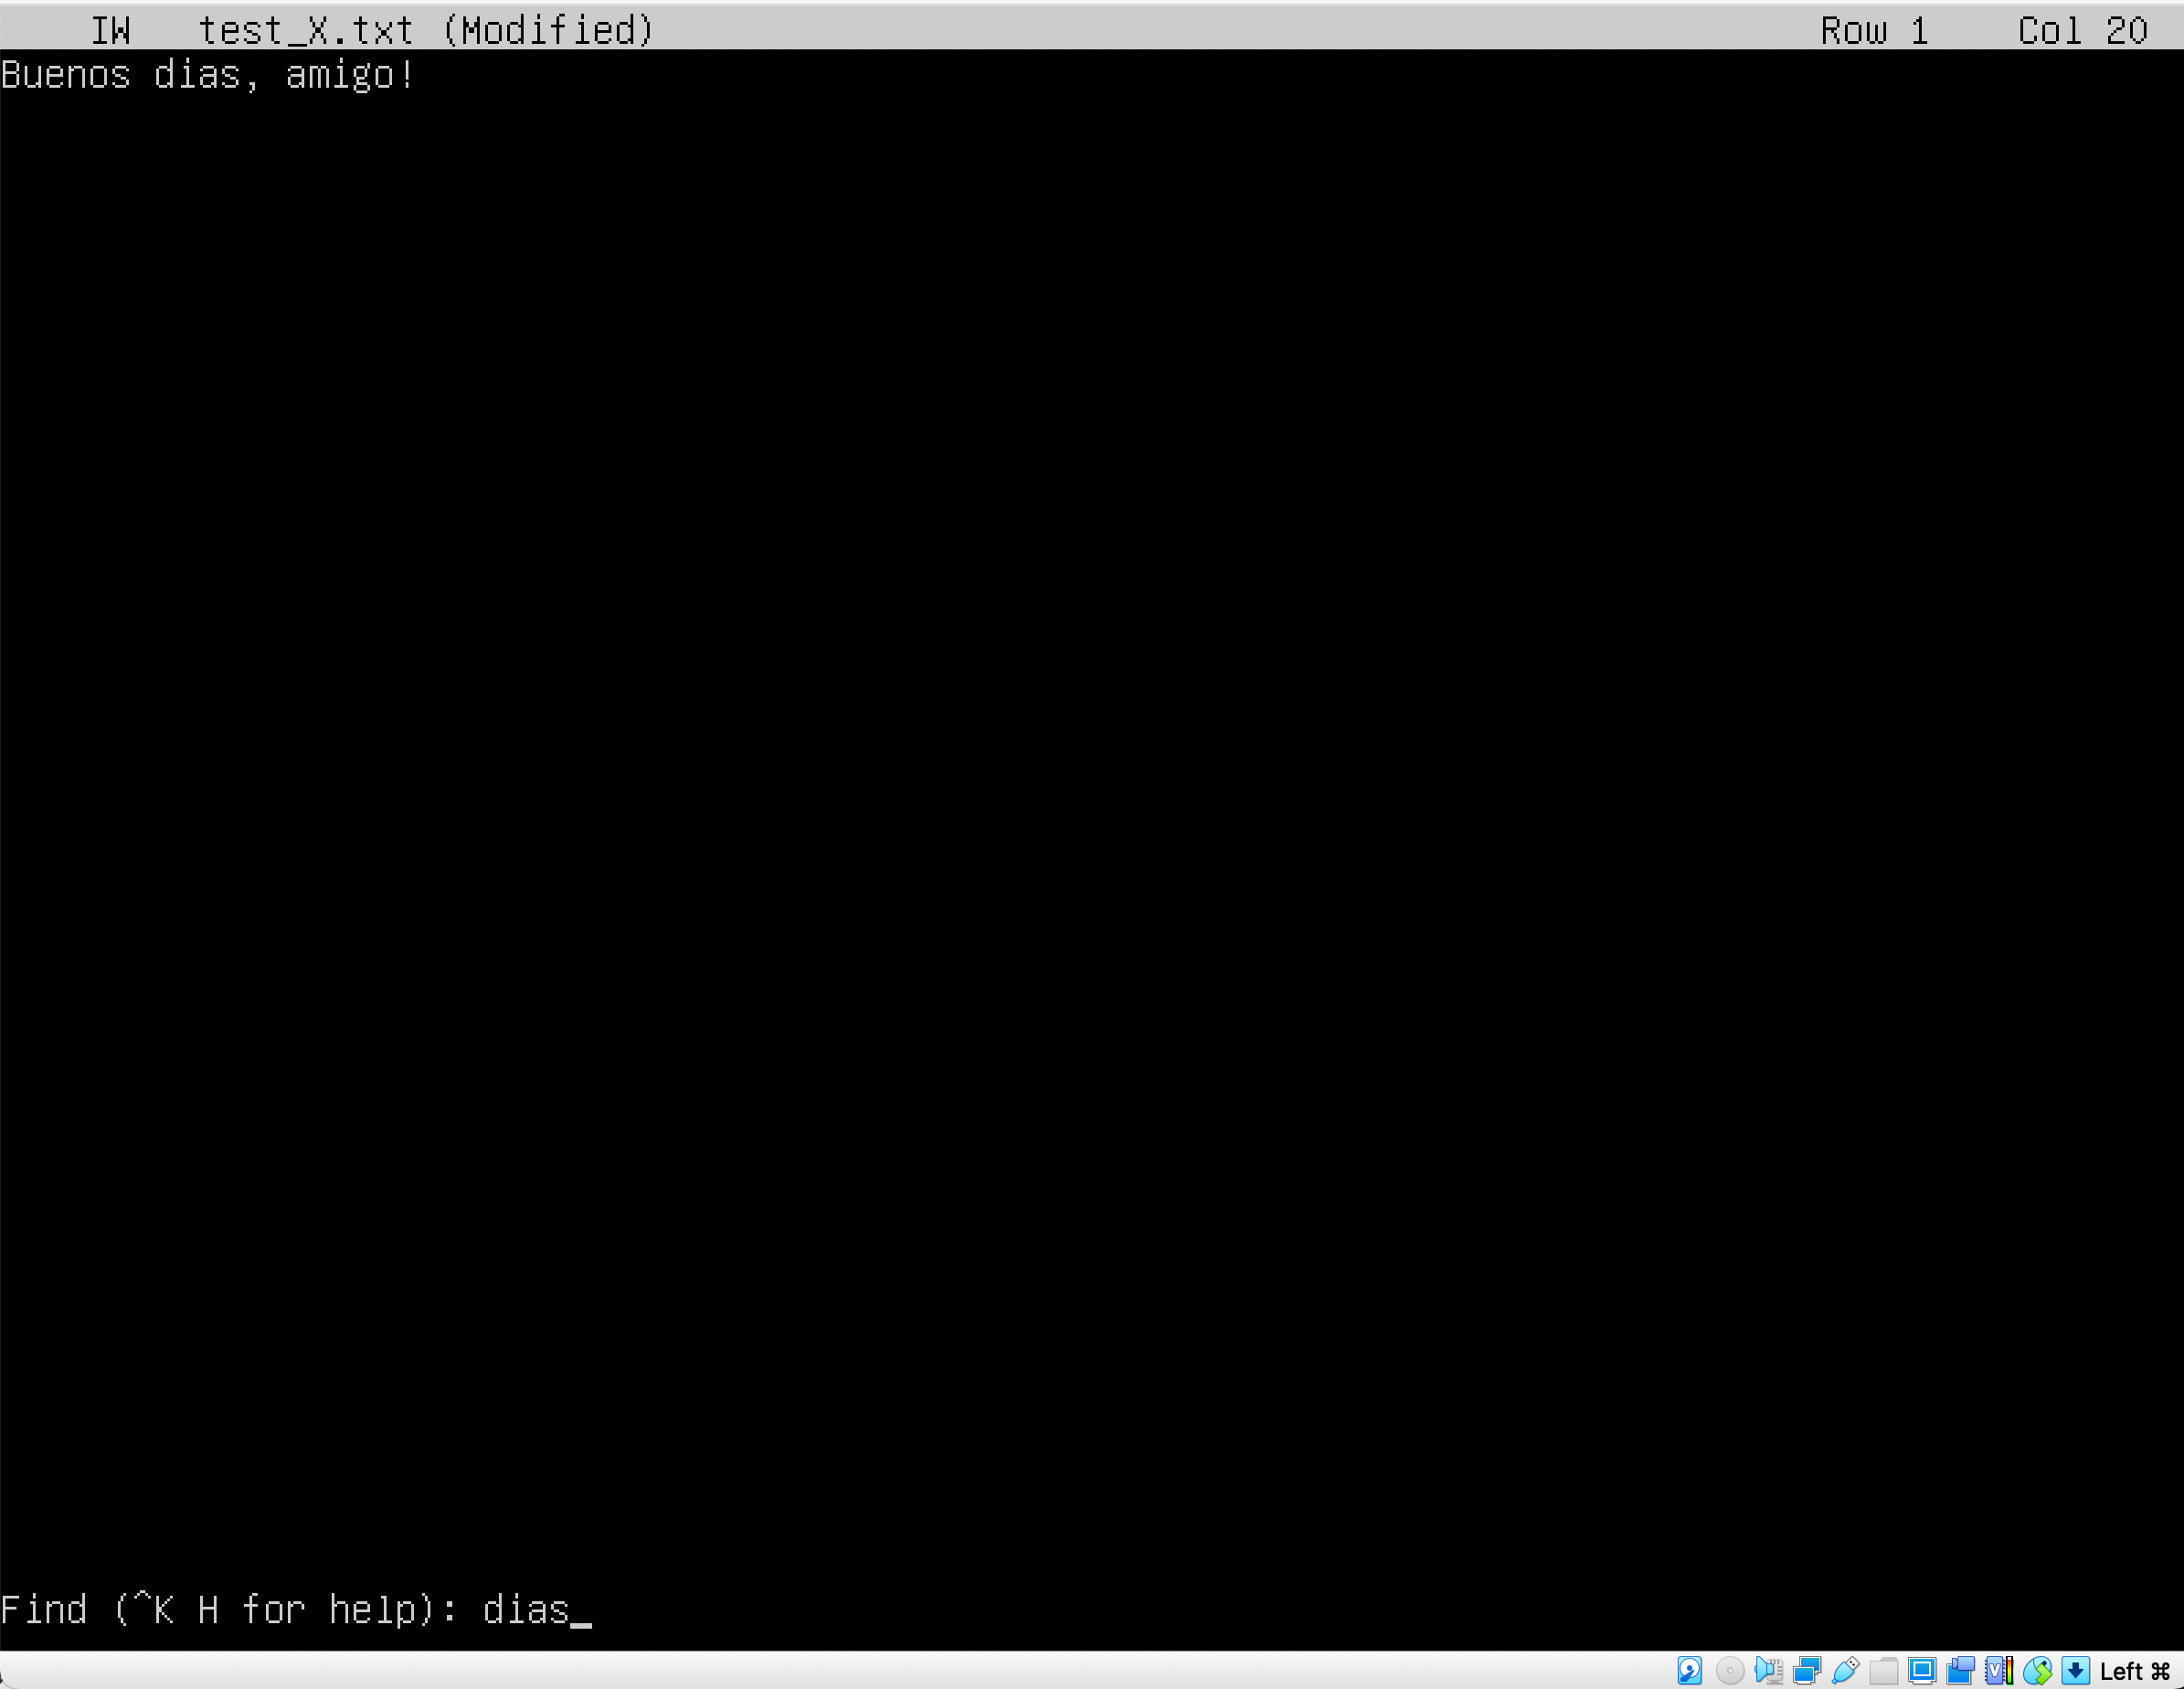 IW test_X.txt (Modified) Row 1 Col 20
Buenos dias, amigo!
Find (^K H for help): dias_
Left ⌘